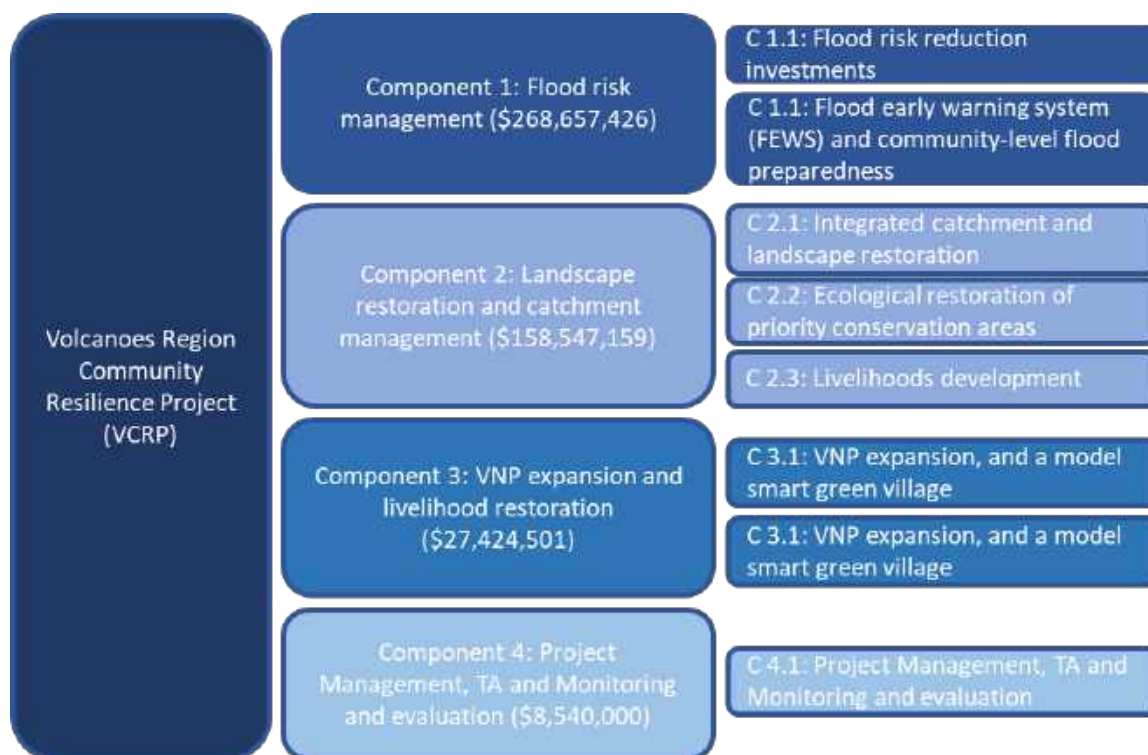 Volcanoes Region
Community
Resilience Project
(VCRP)
Component 1: Flood risk
management ($268,657,426)
C 1.1: Flood risk reduction
investments
C 1.1: Flood early warning system
(FEWS) and community-level flood
preparedness
Component 2: Landscape
restoration and catchment
management ($158,547,159)
C 2.1: Integrated catchment and
landscape restoration
C 2.2: Ecological restoration of
priority conservation areas
C 2.3: Livelihoods development
Component 3: VNP expansion and
livelihood restoration
($27,424,501)
C 3.1: VNP expansion, and a model
smart green village
C 3.1: VNP expansion, and a model
smart green village
Component 4: Project
Management, TA and Monitoring
and evaluation ($8,540,000)
C 4.1: Project Management, TA and
Monitoring and evaluation